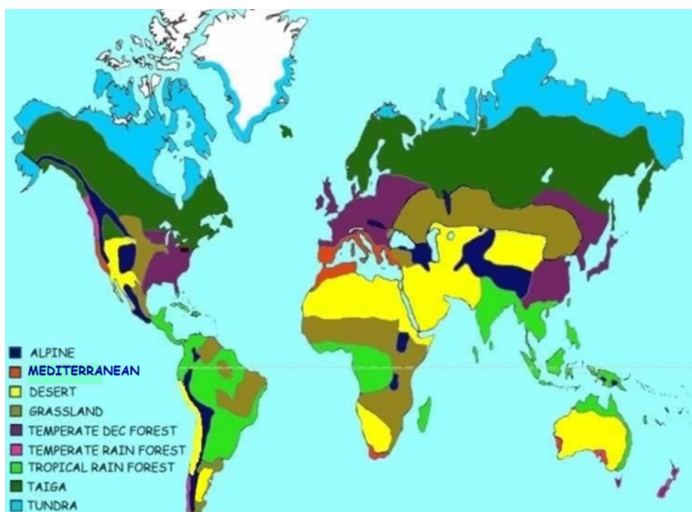 ALPINE
MEDITERRANEAN
DESERT
GRASSLAND
TEMPERATE DEC FOREST
TEMPERATE RAIN FOREST
TROPICAL RAIN FOREST
TAIGA
TUNDRA